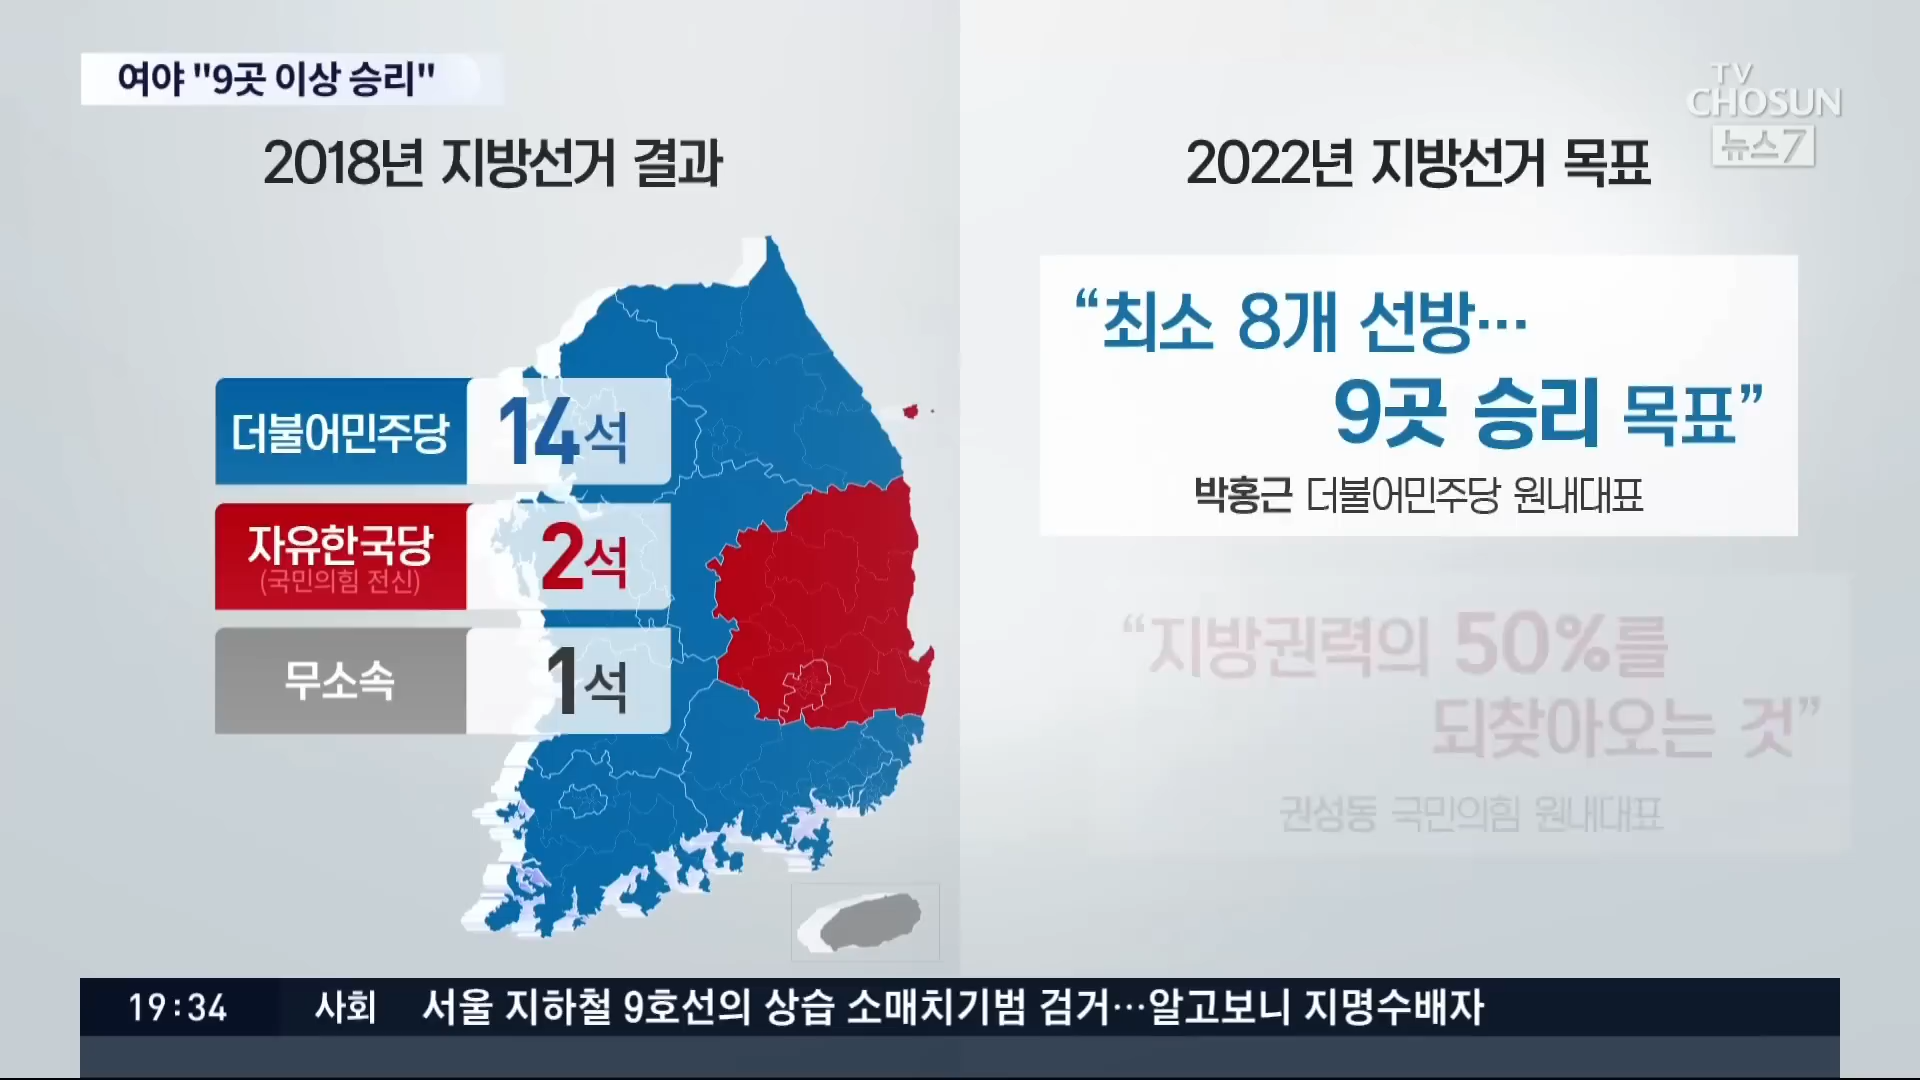 여야 "9곳 이상 승리"
TV
CHOSUN
뉴스7
2018년 지방선거 결과
더불어민주당 14석
자유한국당 2석
(국민의힘 전신)
무소속 1석
2022년 지방선거 목표
“최소 8개 선방…
9곳 승리 목표”
박홍근 더불어민주당 원내대표
“지방권력의 50%를
되찾아오는 것”
권성동 국민의힘 원내대표
19:34 사회 서울 지하철 9호선의 상습 소매치기범 검거…알고보니 지명수배자